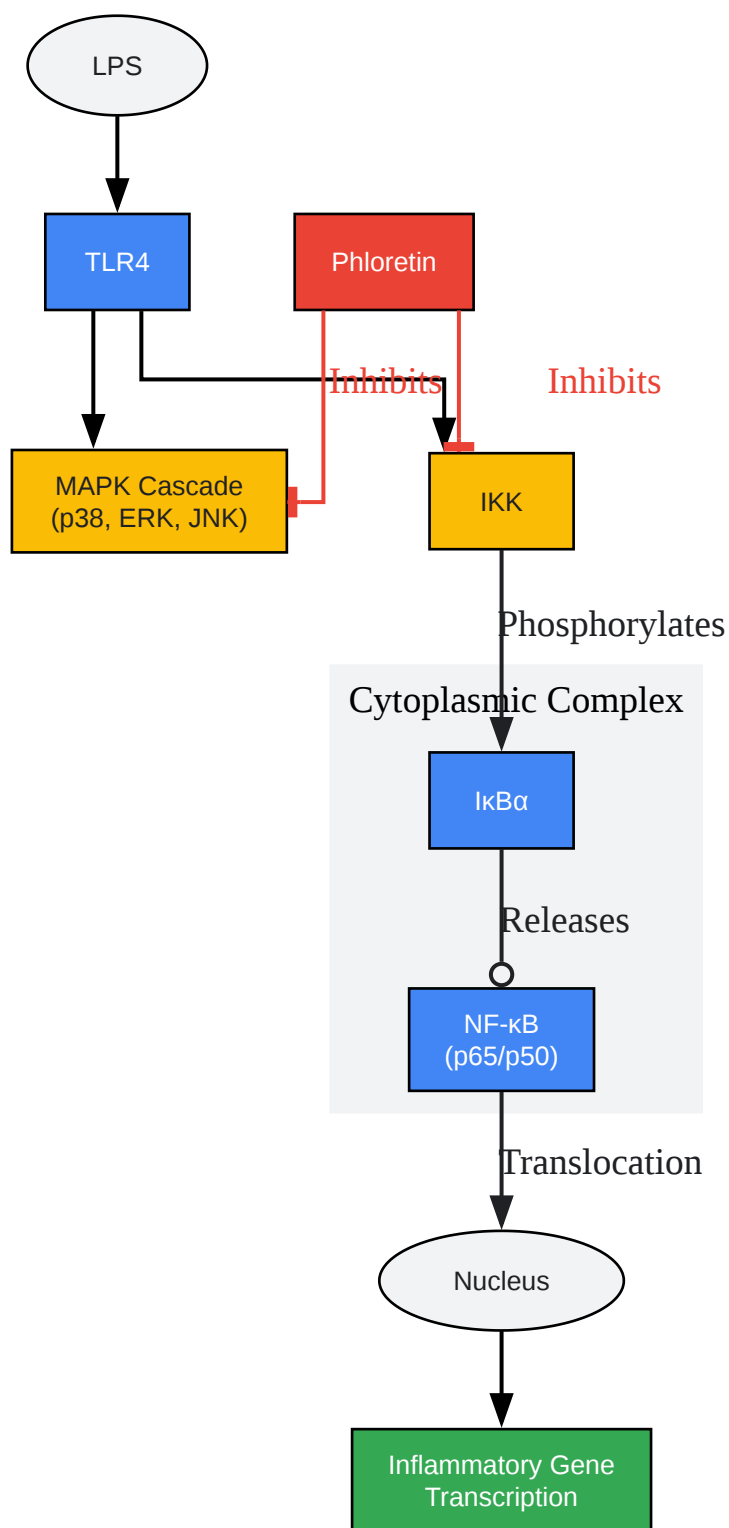 LPS
TLR4
Phloretin
Inhibits
Inhibits
MAPK Cascade
(p38, ERK, JNK)
IKK
Phosphorylates
Cytoplasmic Complex
IκBα
Releases
NF-κB
(p65/p50)
Translocation
Nucleus
Inflammatory Gene
Transcription